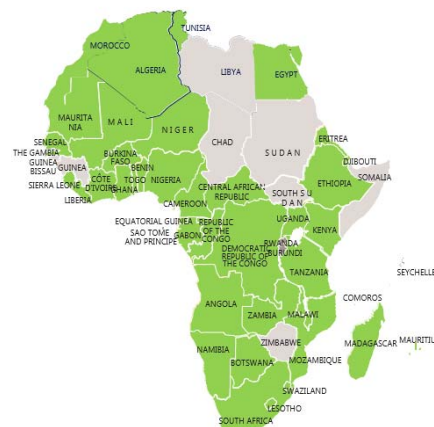 TUNISIA
MOROCCO
ALGERIA
LIBYA
EGYPT
MAURITA
NIA
MALI
NIGER
CHAD
SUDAN
ERITREA
SENEGAL
THE GAMBIA
GUINEA
BISSAU
GUINEA
BURKINA
FASO
BENIN
DJIBOUTI
SOMALIA
SIERRA LEONE
CÔTE
D'IVOIRE
TOGO
GHANA
NIGERIA
CENTRAL AFRICAN
REPUBLIC
SOUTH SU
DAN
ETHIOPIA
LIBERIA
CAMEROON
EQUATORIAL GUINEA
SAO TOME
AND PRINCIPE
GABON
REPUBLIC
OF THE
CONGO
UGANDA
KENYA
RWANDA
BURUNDI
DEMOCRATIC
REPUBLIC OF
THE CONGO
TANZANIA
SEYCHELLE
COMOROS
ANGOLA
ZAMBIA
MALAWI
ZIMBABWE
MADAGASCAR
MAURITIU
NAMIBIA
BOTSWANA
MOZAMBIQUE
SWAZILAND
LESOTHO
SOUTH AFRICA